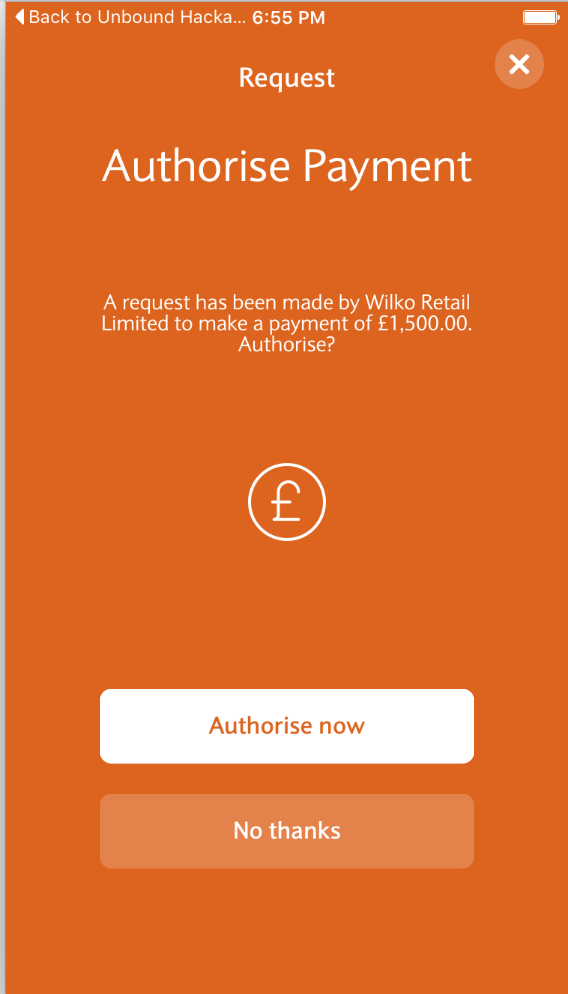 Back to Unbound Hacka... 6:55 PM
Request
Authorise Payment
A request has been made by Wilko Retail
Limited to make a payment of £1,500.00.
Authorise?
£
Authorise now
No thanks